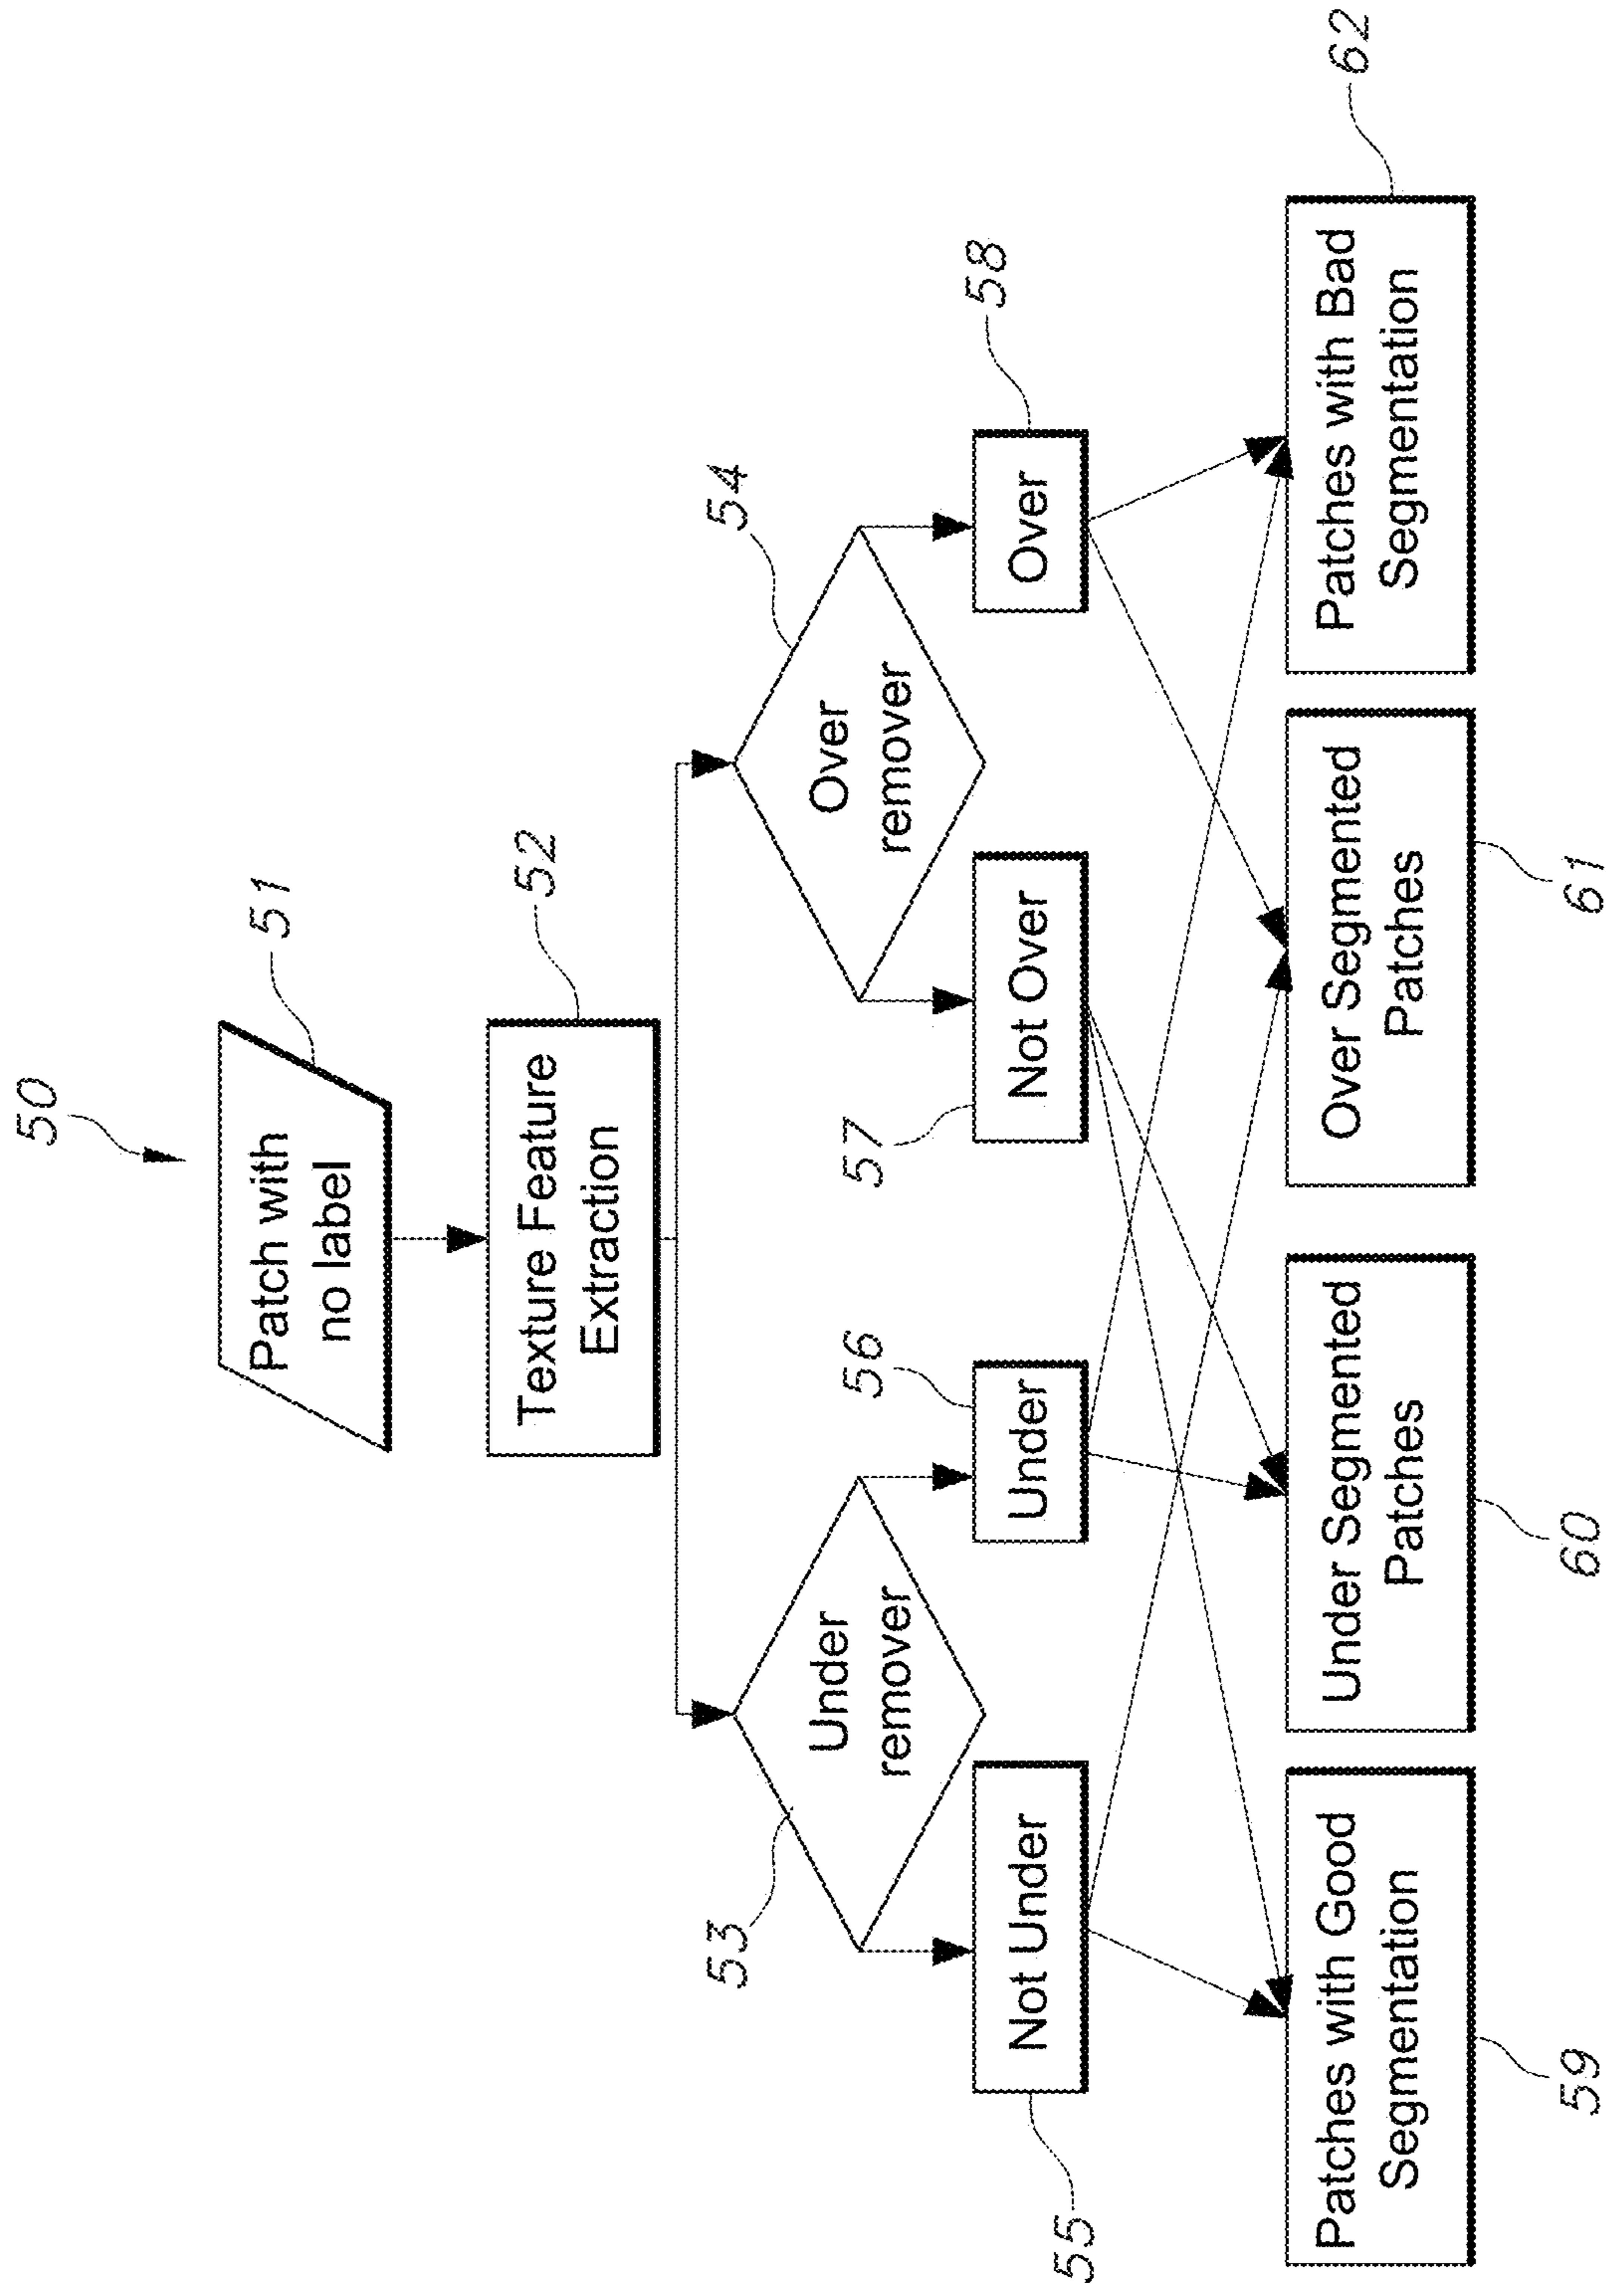 50
Patch with
no label
51
Texture Feature
Extraction
52
53
Under
remover
54
Over
remover
55
Not Under
56
Under
57
Not Over
58
Over
Patches with Good
Segmentation
59
Under Segmented
Patches
60
Over Segmented
Patches
61
Patches with Bad
Segmentation
62